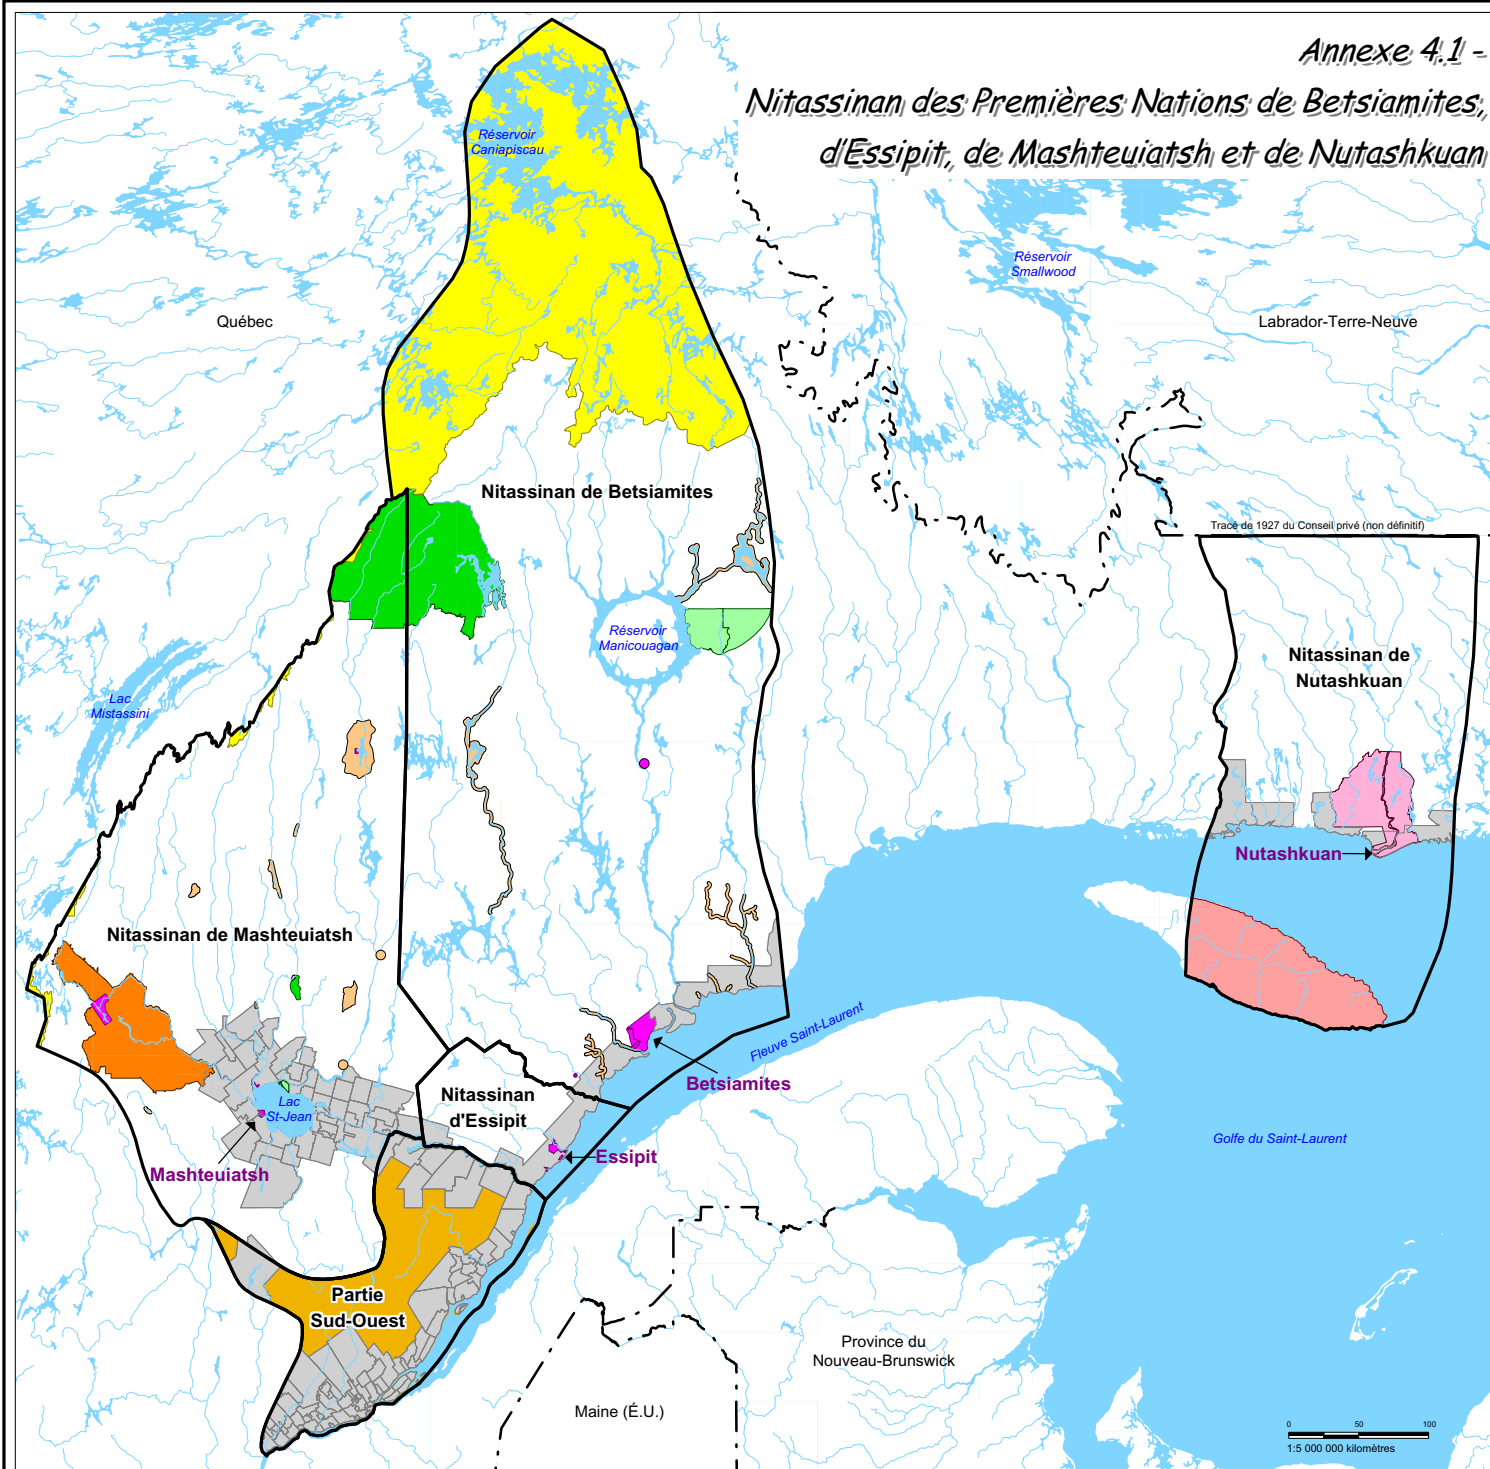 Annexe 4.1 -
Nitassinan des Premières Nations de Betsiamites,
d'Essipit, de Mashteuiatsh et de Nutashkuan
Réservoir
Caniapiscau
Réservoir
Smallwood
Québec
Labrador-Terre-Neuve
Nitassinan de Betsiamites
Tracé de 1927 du Conseil privé (non définitif)
Réservoir
Manicouagan
Nitassinan de
Nutashkuan
Lac
Mistassini
Nutashkuan
Nitassinan de Mashteuiatsh
Fleuve Saint-Laurent
Betsiamites
Nitassinan
d'Essipit
Lac
St-Jean
Golfe du Saint-Laurent
Essipit
Mashteuiatsh
Partie
Sud-Ouest
Province du
Nouveau-Brunswick
Maine (É.U.)
0 50 100
1:5 000 000 kilomètres